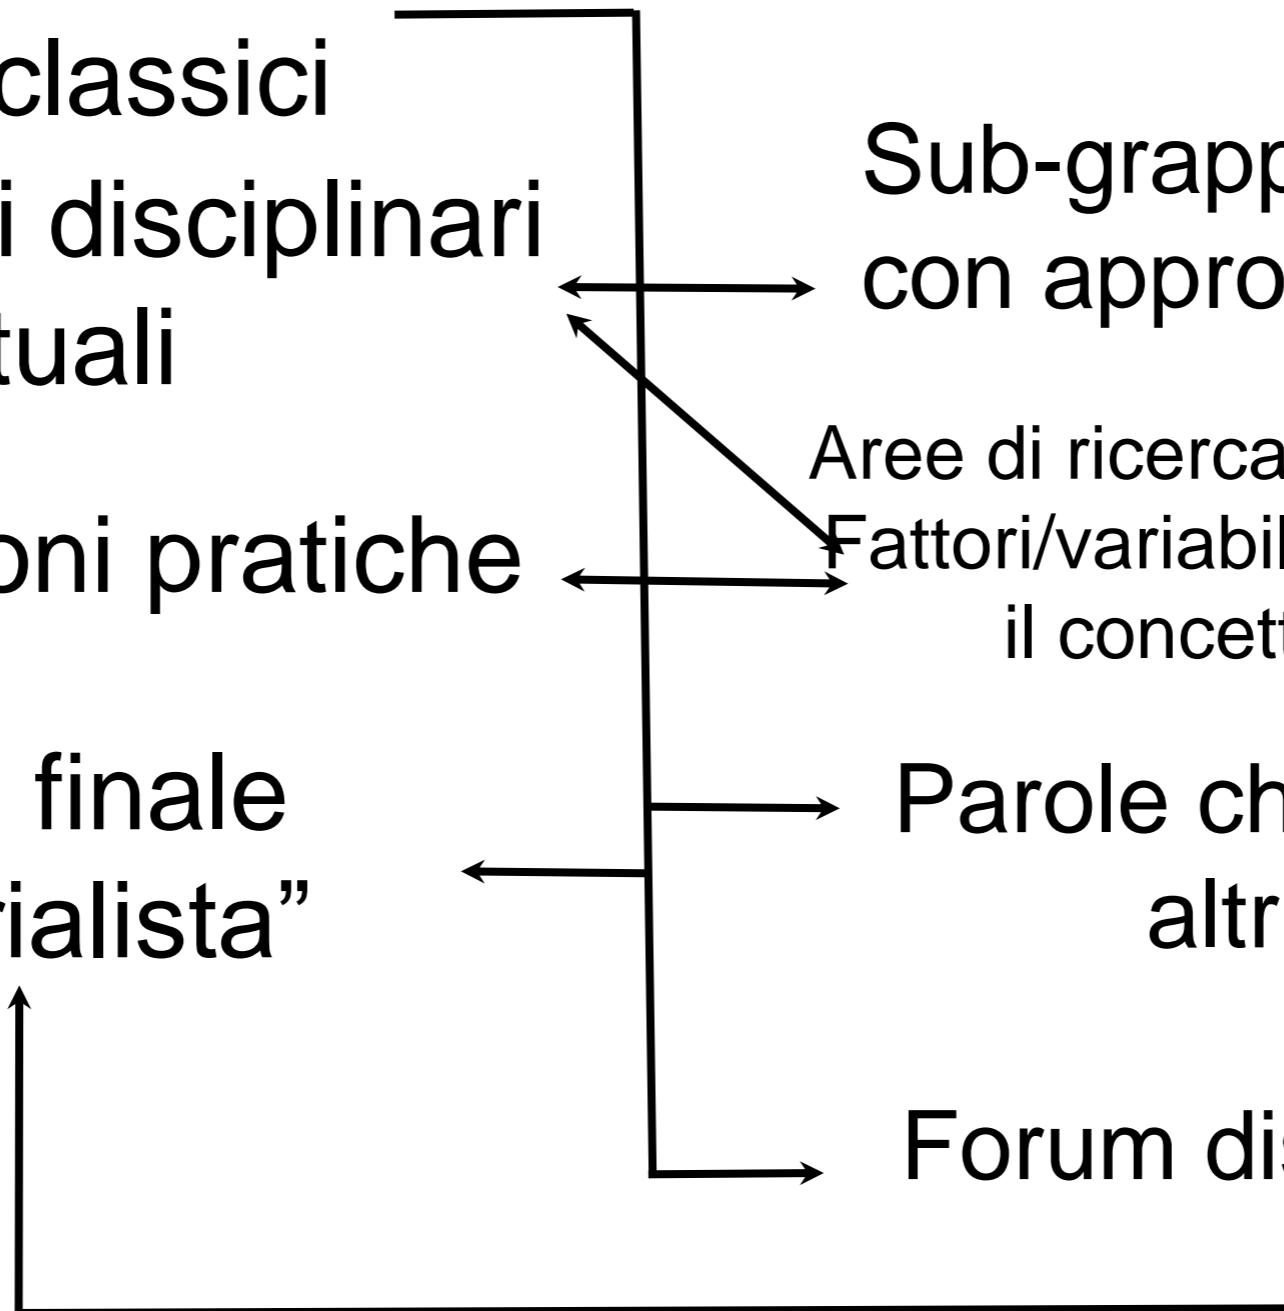 classici
i disciplinari
tuali
oni pratiche
finale
rialista”
Sub-grapp
con appro
Aree di ricerca
Fattori/variabil
il concett
Parole ch
altr
Forum dis